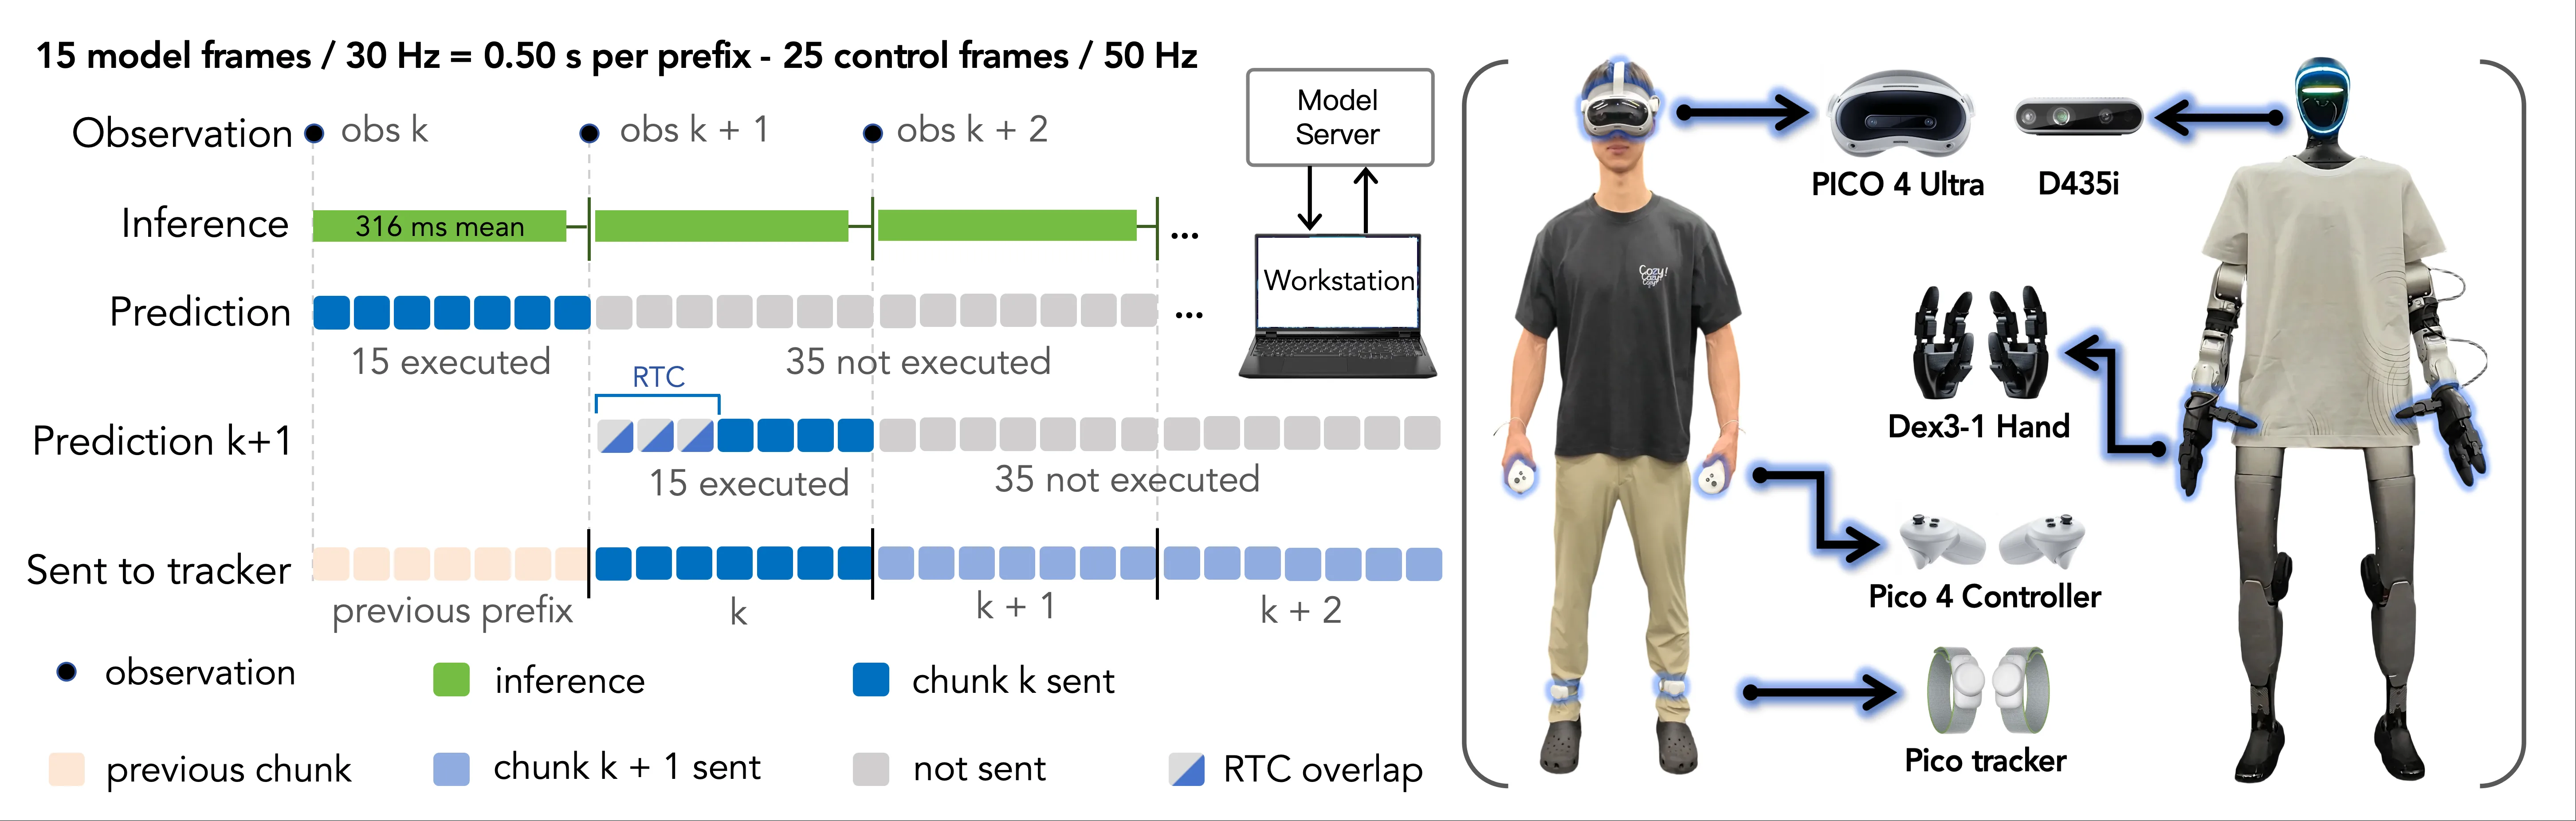 15 model frames / 30 Hz = 0.50 s per prefix - 25 control frames / 50 Hz
Observation
obs k
obs k + 1
obs k + 2
Inference
316 ms mean
...
Prediction
...
15 executed
35 not executed
RTC
Prediction k+1
15 executed
35 not executed
Sent to tracker
previous prefix
k
k + 1
k + 2
observation
inference
chunk k sent
previous chunk
chunk k + 1 sent
not sent
RTC overlap
Model
Server
Workstation
PICO 4 Ultra
D435i
Cozy!
Cozy!
Dex3-1 Hand
Pico 4 Controller
Pico tracker